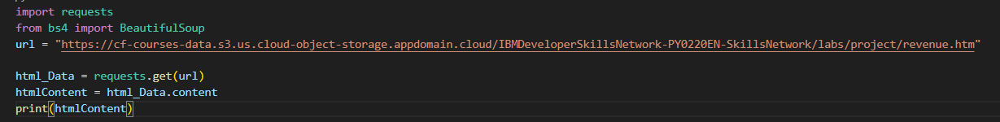 import requests
from bs4 import BeautifulSoup
url = "https://cf-courses-data.s3.us.cloud-object-storage.appdomain.cloud/IBMDeveloperSkillsNetwork-PY0220EN-SkillsNetwork/labs/project/revenue.htm"
html_Data = requests.get(url)
htmlContent = html_Data.content
print(htmlContent)